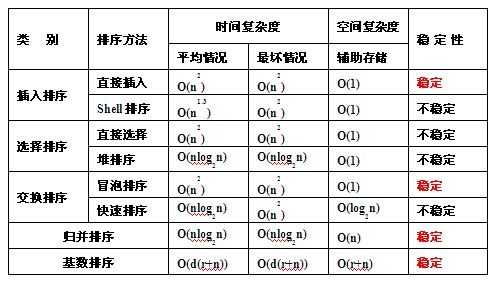 类 别 排序方法 时间复杂度 空间复杂度 稳定性
平均情况 最坏情况 辅助存储
插入排序 直接插入 O(n²) O(n²) O(1) 稳定
Shell 排序 O(n¹·³) O(n²) O(1) 不稳定
选择排序 直接选择 O(n²) O(n²) O(1) 不稳定
堆排序 O(nlog₂n) O(nlog₂n) O(1) 不稳定
交换排序 冒泡排序 O(n²) O(n²) O(1) 稳定
快速排序 O(nlog₂n) O(n²) O(log₂n) 不稳定
归并排序 O(nlog₂n) O(nlog₂n) O(n) 稳定
基数排序 O(d(r+n)) O(d(r+n)) O(r+n) 稳定